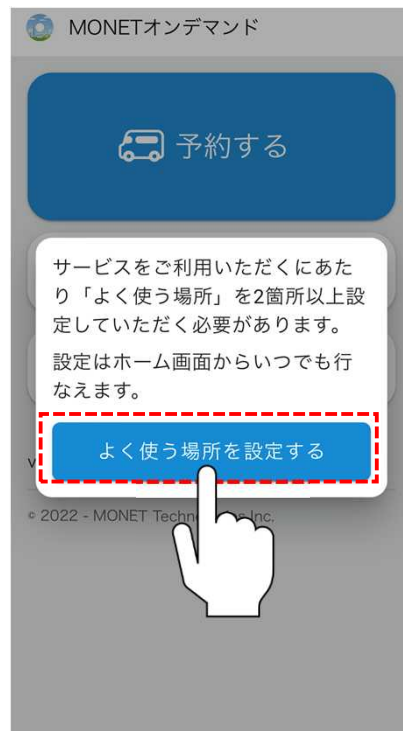 MONETオンデマンド
予約する
サービスをご利用いただくにあた
り「よく使う場所」を2箇所以上設
定していただく必要があります。
設定はホーム画面からいつでも行
なえます。
よく使う場所を設定する
v
© 2022 - MONET Techn Inc.